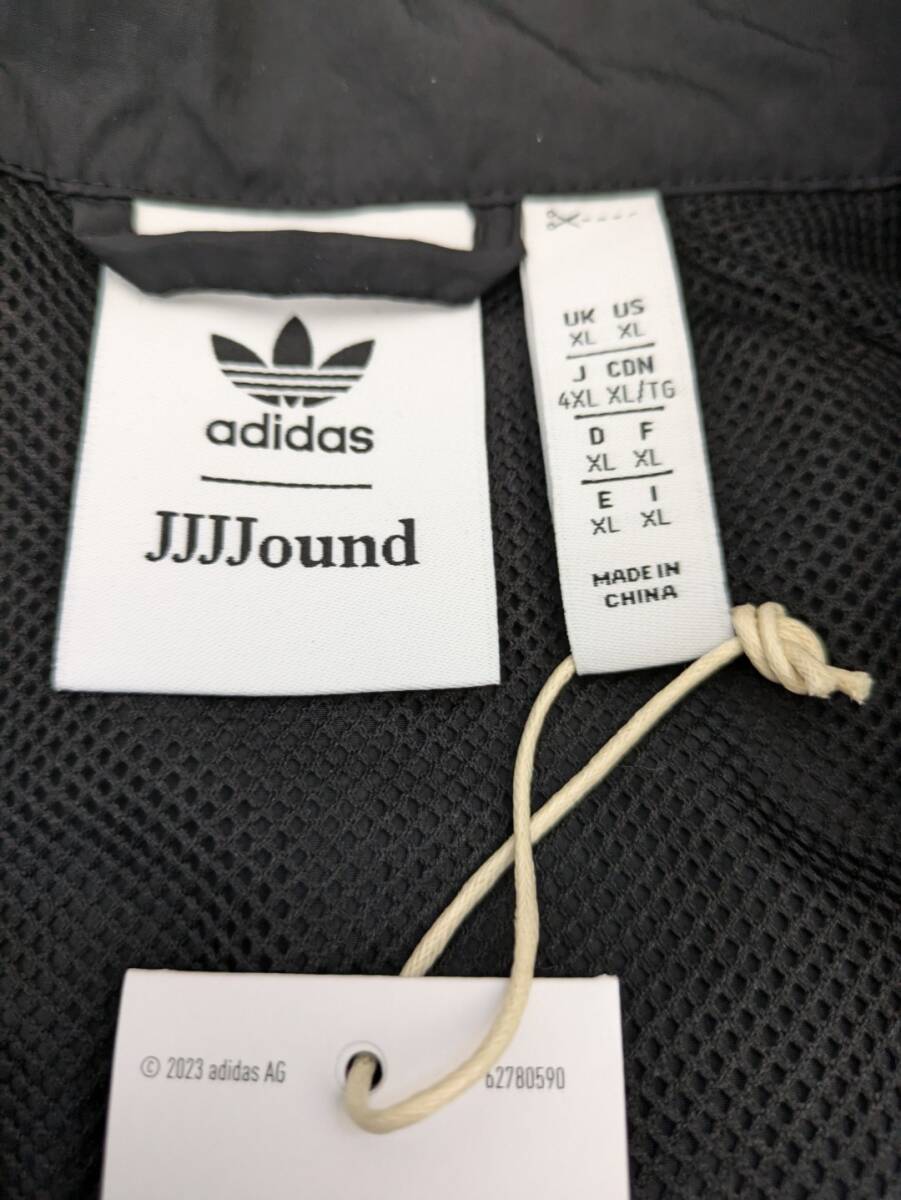 adidas
JJJJound
UK US
XL XL
J CDN
4XL XL/TG
D F
XL XL
E I
XL XL
MADE IN
CHINA
© 2023 adidas AG
62780590